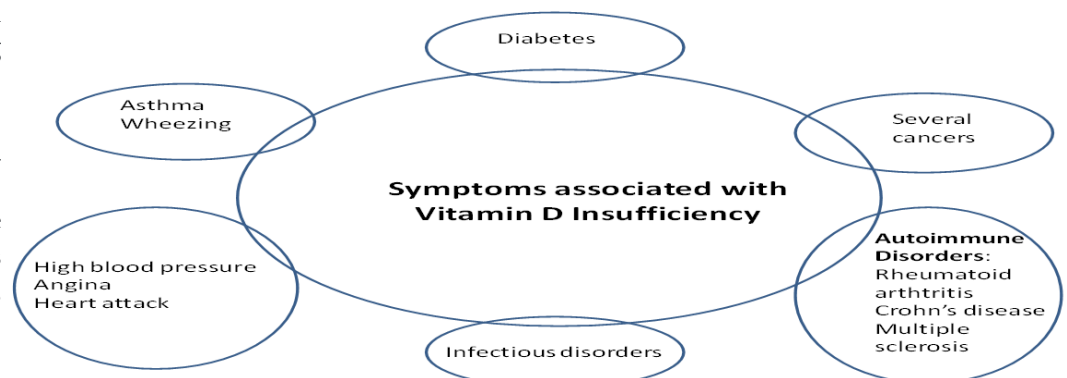 Diabetes
Asthma
Wheezing
Several
cancers
Symptoms associated with
Vitamin D Insufficiency
High blood pressure
Angina
Heart attack
Autoimmune
Disorders:
Rheumatoid
arthtritis
Crohn’s disease
Multiple
sclerosis
Infectious disorders